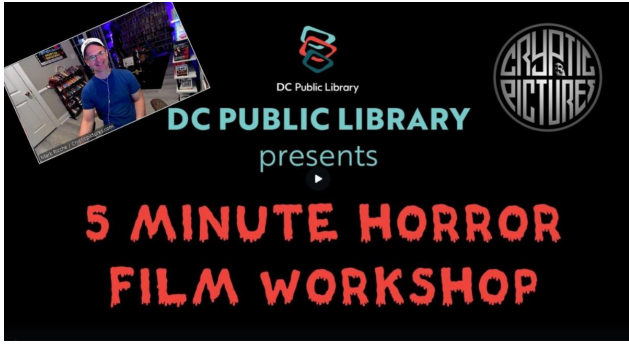 DC Public Library
CRYPTIC
PICTURES
DC PUBLIC LIBRARY
presents
5 MINUTE HORROR
FILM WORKSHOP